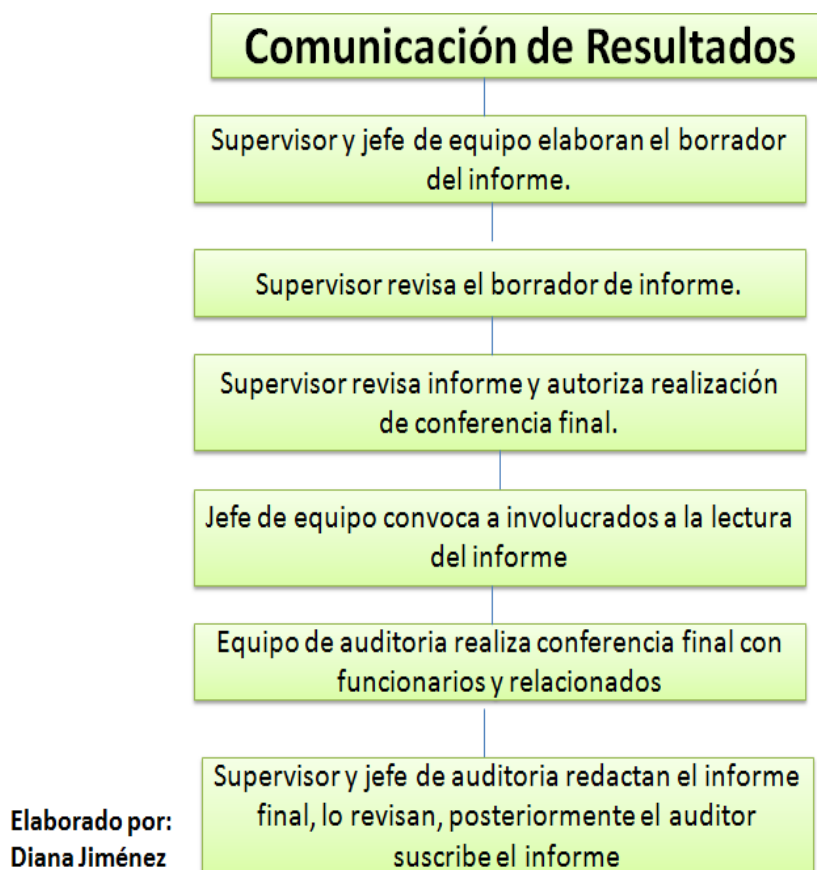 Comunicación de Resultados
Supervisor y jefe de equipo elaboran el borrador
del informe.
Supervisor revisa el borrador de informe.
Supervisor revisa informe y autoriza realización
de conferencia final.
Jefe de equipo convoca a involucrados a la lectura
del informe
Equipo de auditoria realiza conferencia final con
funcionarios y relacionados
Supervisor y jefe de auditoria redactan el informe
final, lo revisan, posteriormente el auditor
suscribe el informe
Elaborado por:
Diana Jiménez